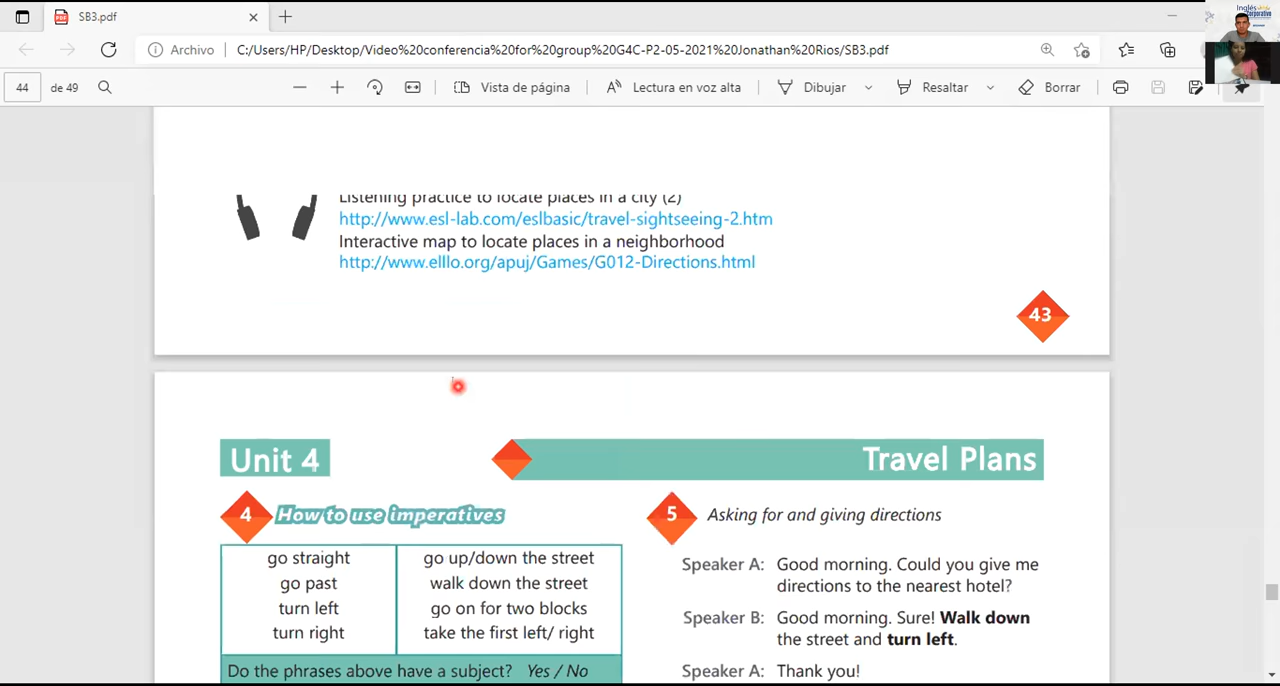 SB3.pdf
Archivo
C:/Users/HP/Desktop/Video%20conferencia%20for%20group%20G4C-P2-05-2021%20Jonathan%20Rios/SB3.pdf
44
de 49
Vista de página
Lectura en voz alta
Dibujar
Resaltar
Borrar
Inglés
Listening practice to locate places in a city (2)
http://www.esl-lab.com/eslbasic/travel-sightseeing-2.htm
Interactive map to locate places in a neighborhood
http://www.elllo.org/apuj/Games/G012-Directions.html
43
Unit 4
Travel Plans
4
How to use imperatives
go straight
go past
turn left
turn right
go up/down the street
walk down the street
go on for two blocks
take the first left/ right
Do the phrases above have a subject? Yes / No
5
Asking for and giving directions
Speaker A: Good morning. Could you give me
directions to the nearest hotel?
Speaker B: Good morning. Sure! Walk down
the street and turn left.
Speaker A: Thank you!